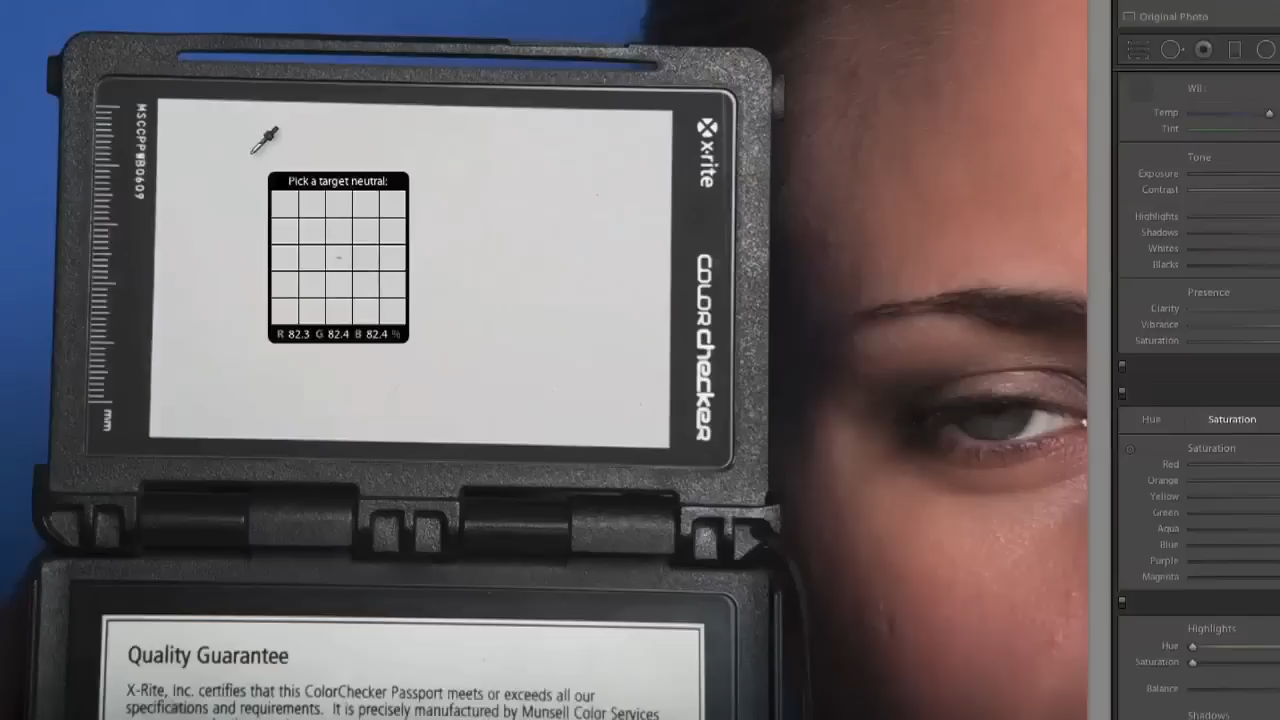 Original Photo
WB:
Temp
Tint
Tone
Exposure
Contrast
Highlights
Shadows
Whites
Blacks
Presence
Clarity
Vibrance
Saturation
Hue Saturation
Saturation
Red
Orange
Yellow
Green
Aqua
Blue
Purple
Magenta
Highlights
Hue
Saturation
Balance
Shadows
Pick a target neutral:
R 82.3 G 82.4 B 82.4 %
mm
x·rite
colorchecker
Quality Guarantee
X-Rite, Inc. certifies that this ColorChecker Passport meets or exceeds all our
specifications and requirements. It is precisely manufactured by Munsell Color Services